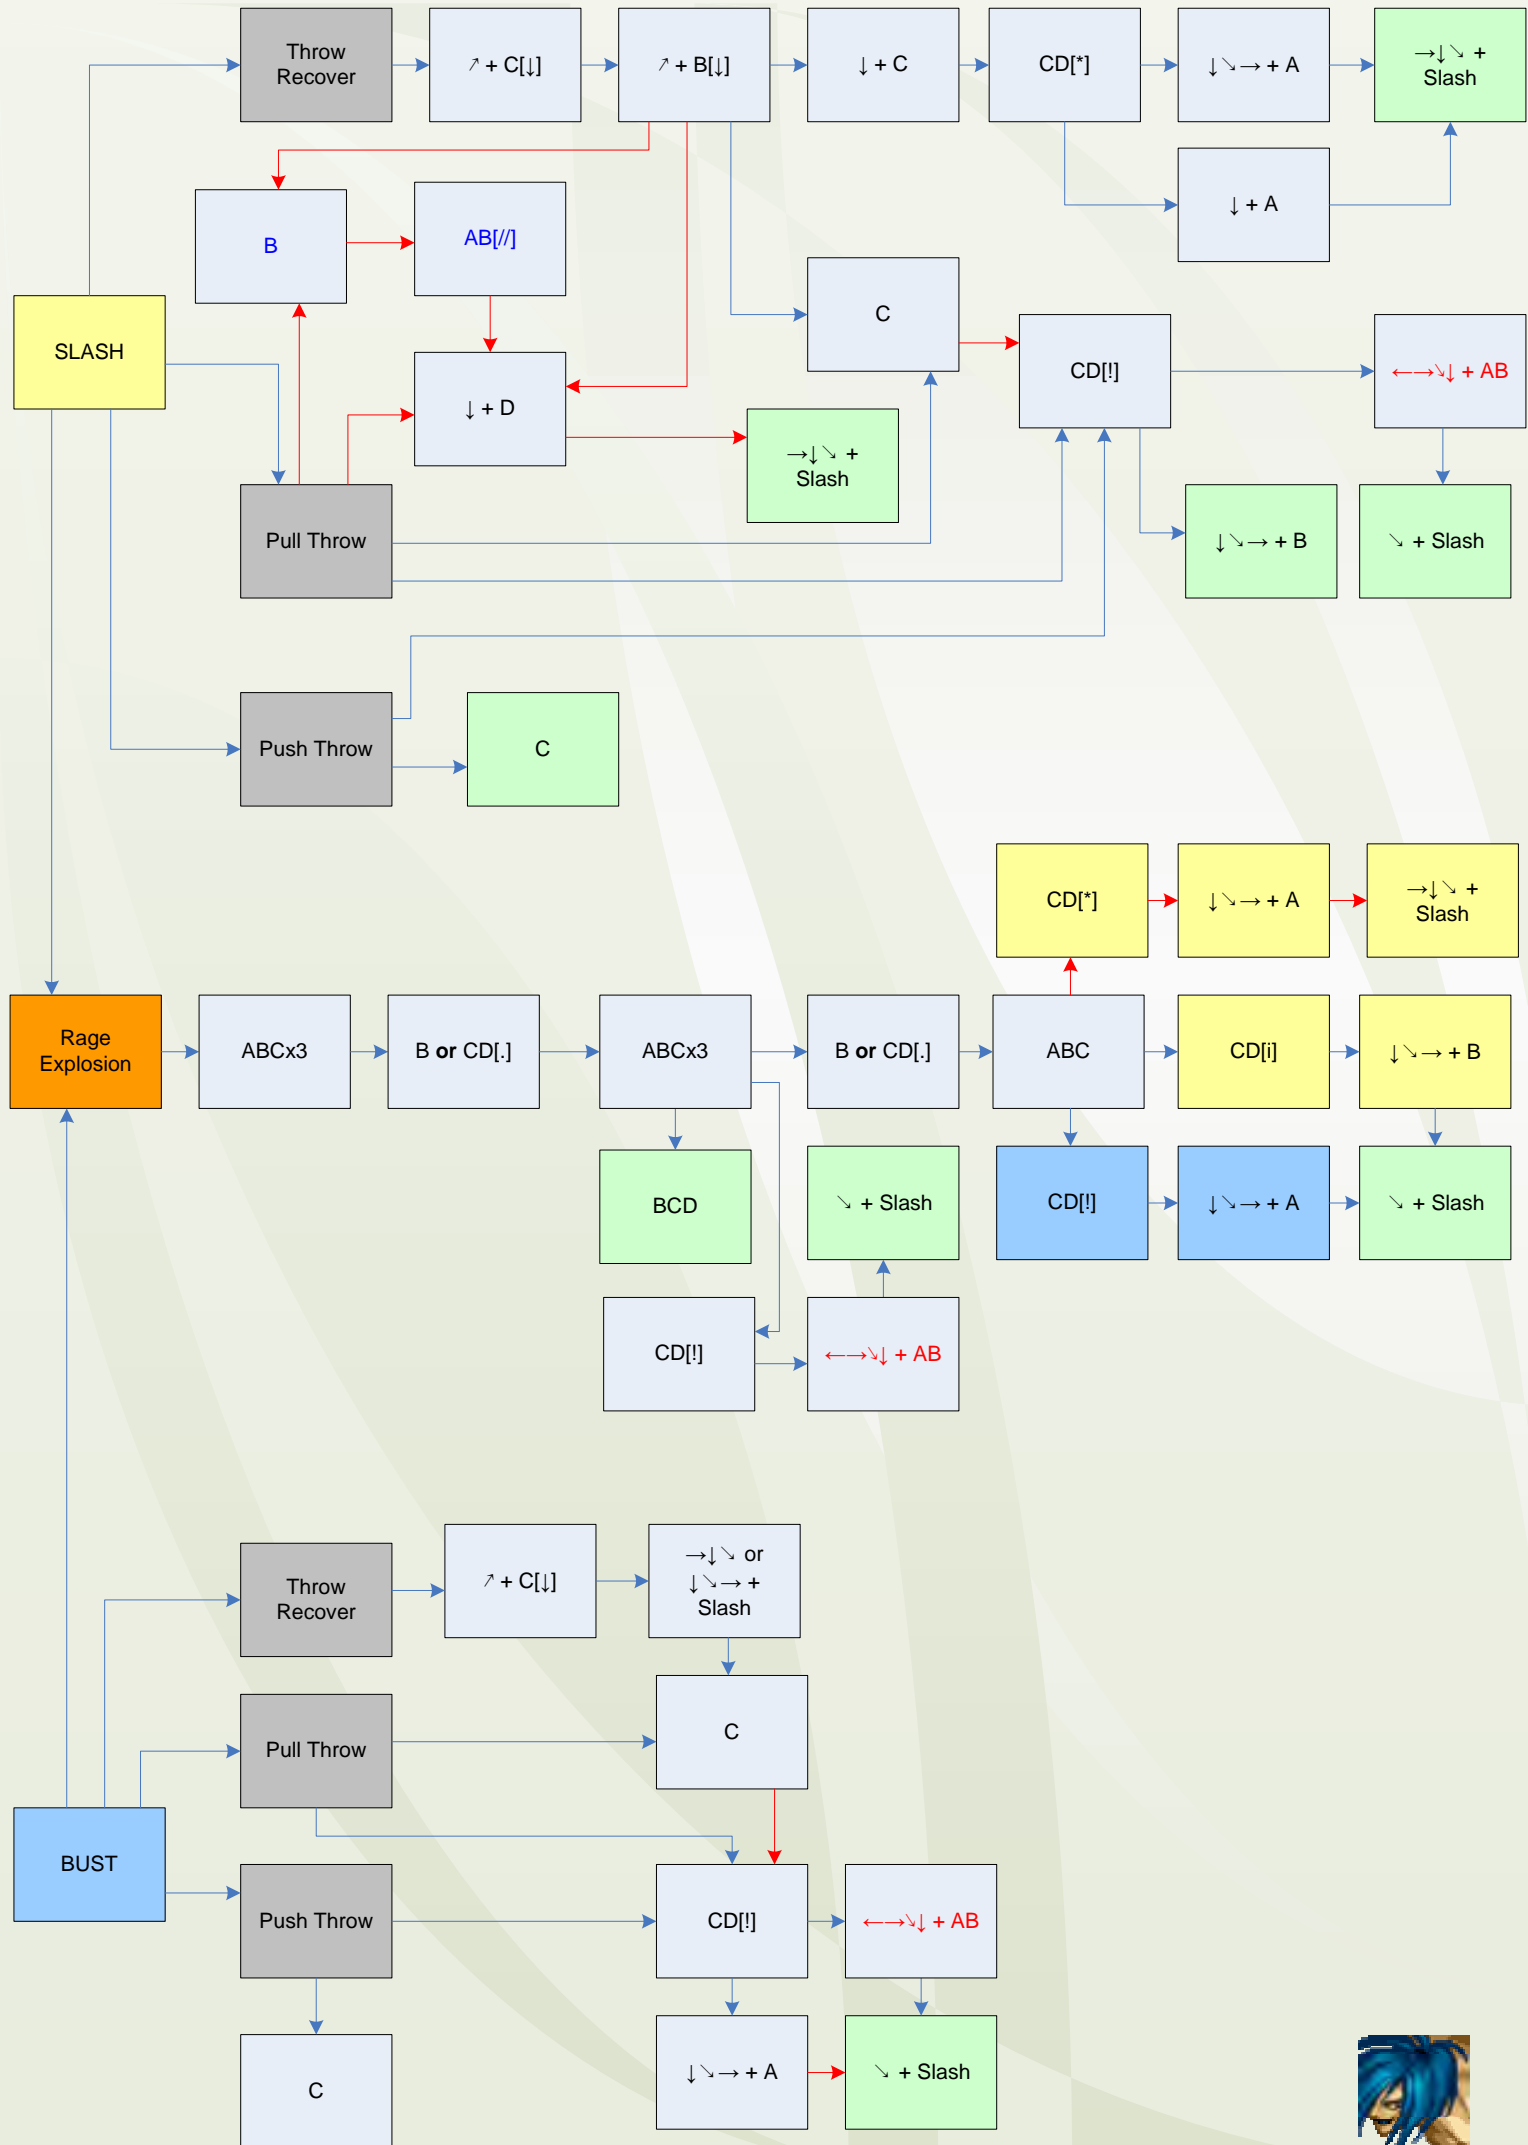 Throw
Recover
↗ + C[↓]
↗ + B[↓]
↓ + C
CD[*]
↓↘→ + A
→↓↘ +
Slash
↓ + A
B
AB[//]
SLASH
C
CD[!]
←→↘↓ + AB
↓ + D
→↓↘ +
Slash
Pull Throw
↓↘→ + B
↘ + Slash
Push Throw
C
CD[*]
↓↘→ + A
→↓↘ +
Slash
Rage
Explosion
ABCx3
B or CD[.]
ABCx3
B or CD[.]
ABC
CD[i]
↓↘→ + B
BCD
↘ + Slash
CD[!]
↓↘→ + A
↘ + Slash
CD[!]
←→↘↓ + AB
Throw
Recover
↗ + C[↓]
→↓↘ or
↓↘→ +
Slash
Pull Throw
C
BUST
Push Throw
CD[!]
←→↘↓ + AB
C
↓↘→ + A
↘ + Slash